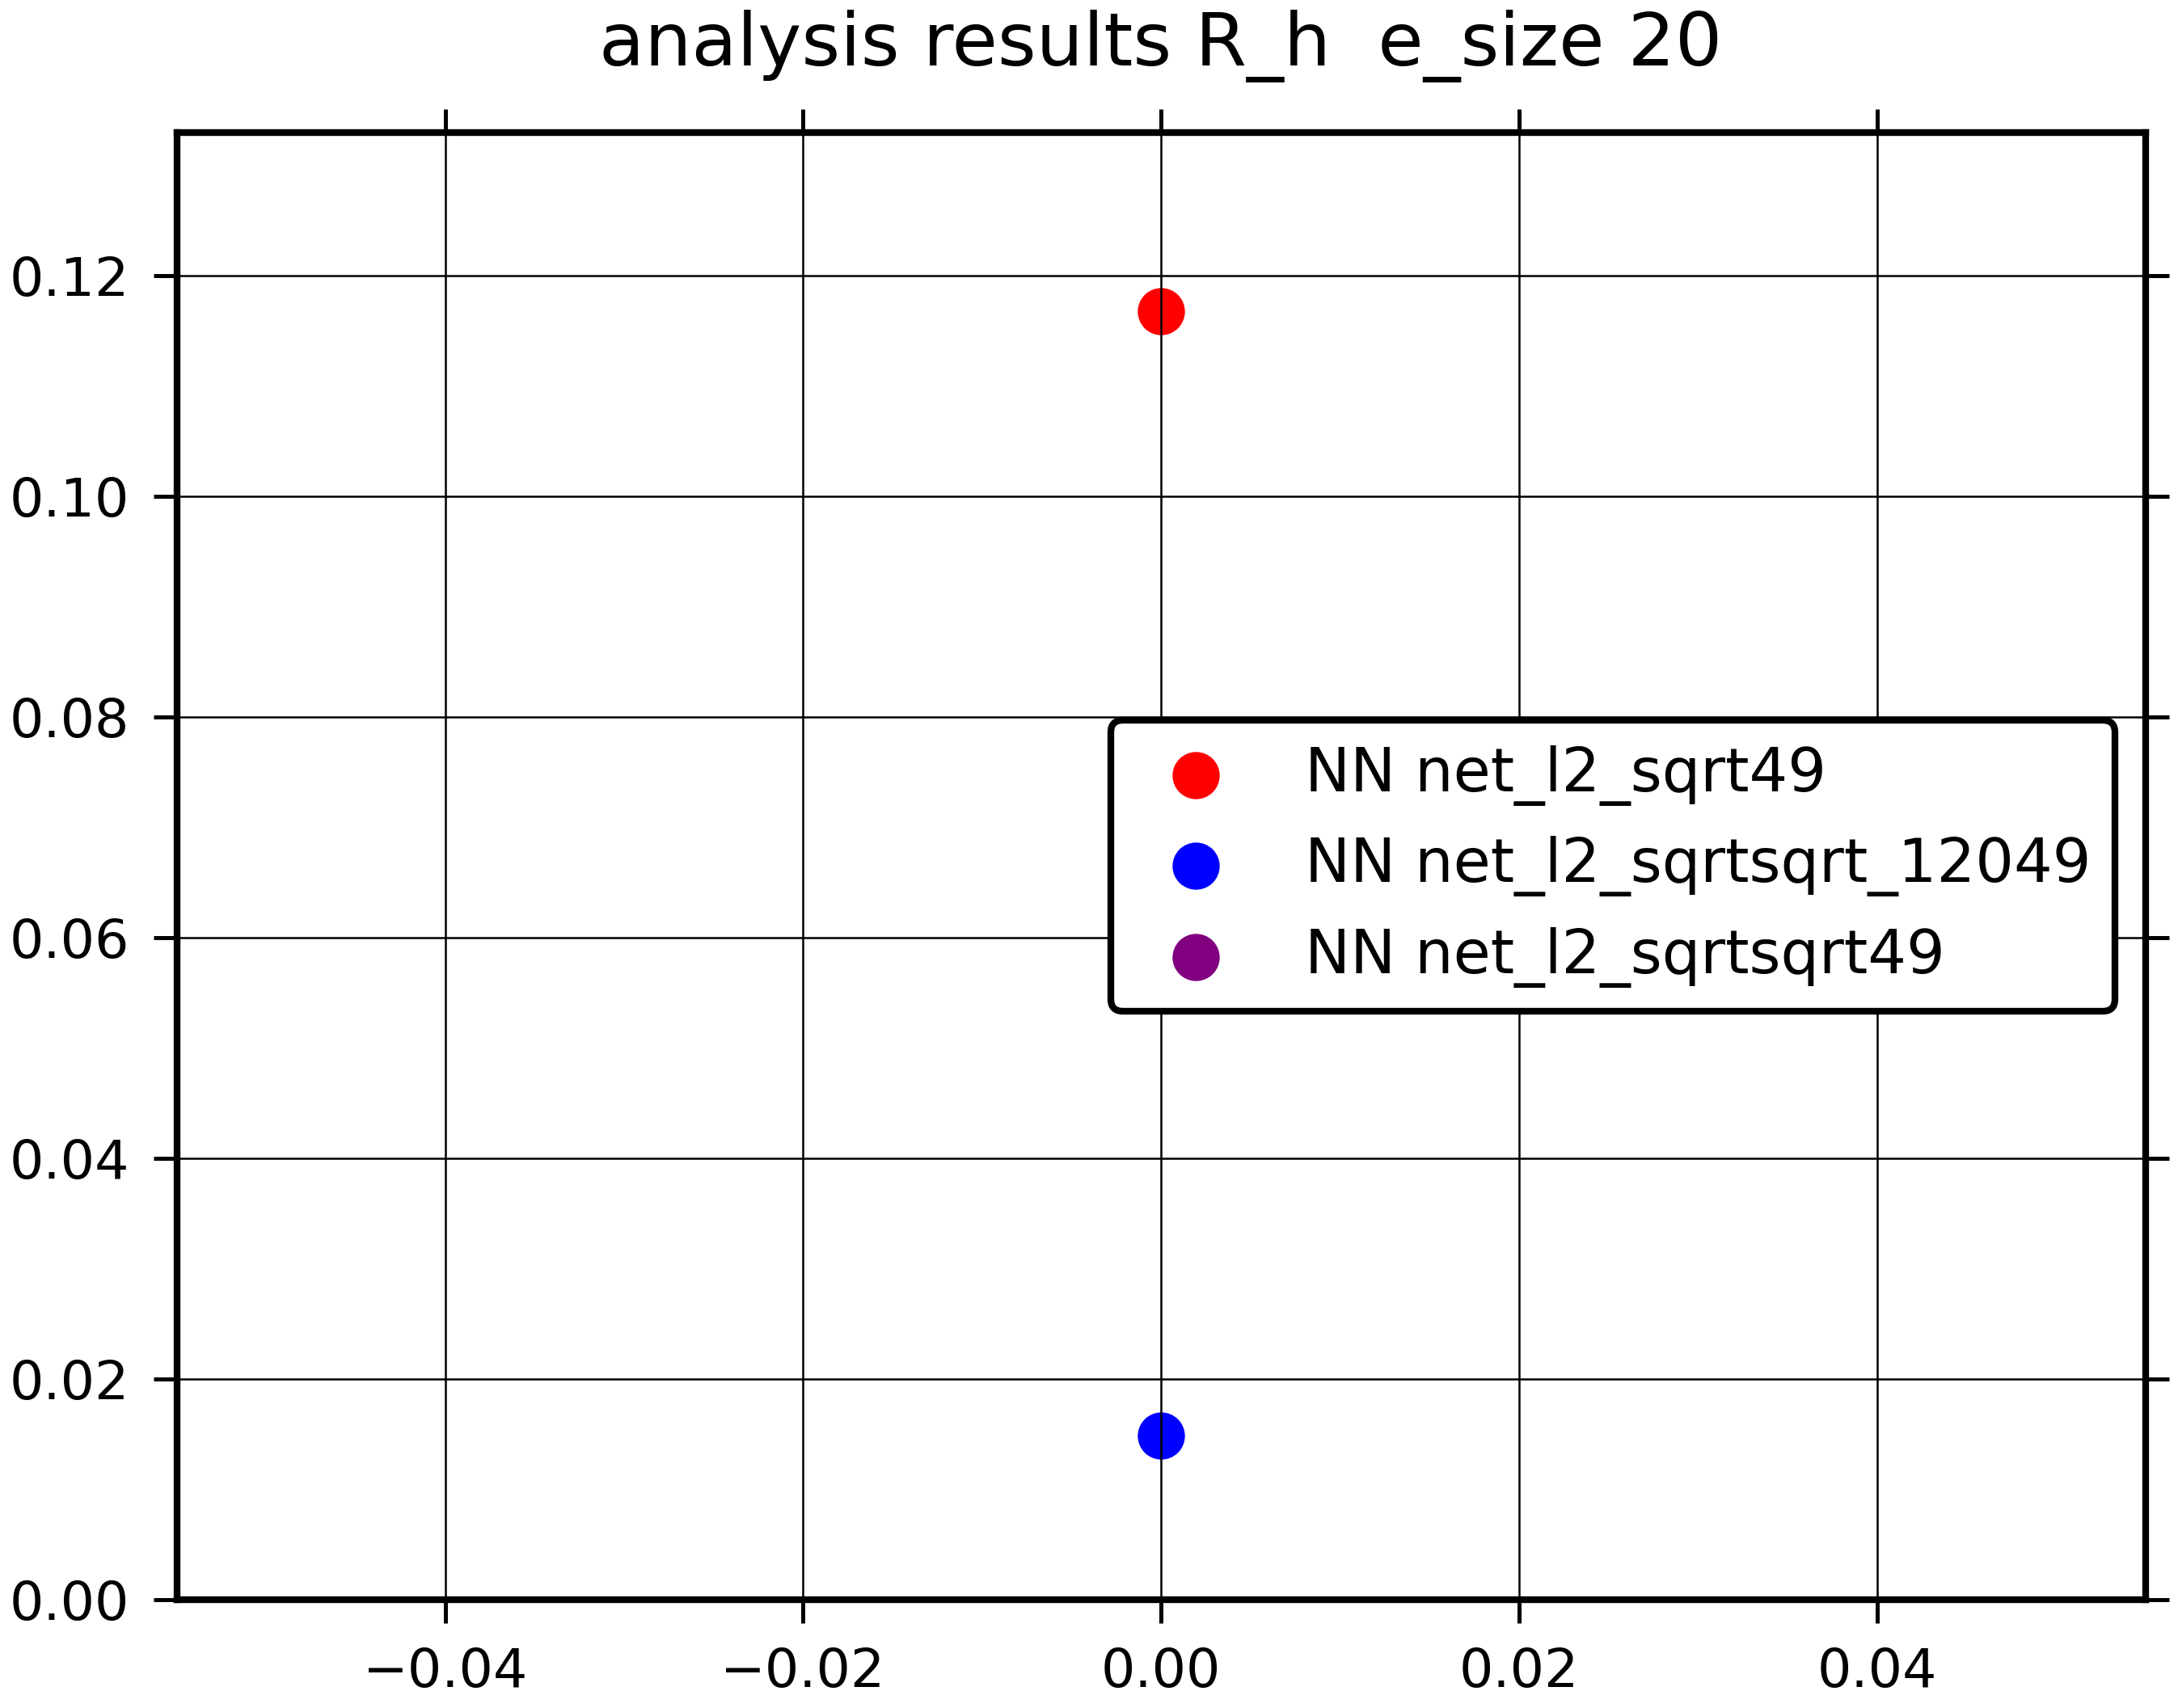 analysis results R_h  e_size 20
0.12
0.10
0.08
NN net_l2_sqrt49
NN net_l2_sqrtsqrt_12049
0.06
NN net_l2_sqrtsqrt49
0.04
0.02
0.00
−0.04 −0.02 0.00 0.02 0.04